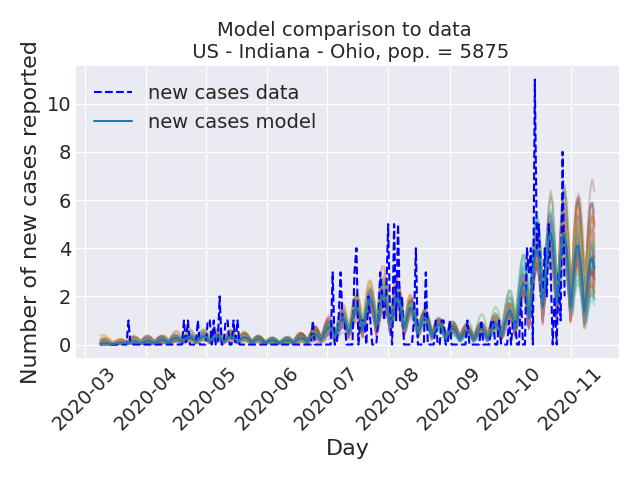 Model comparison to data
US - Indiana - Ohio, pop. = 5875
Number of new cases reported
10
8
6
4
2
0
new cases data
new cases model
2020-03
2020-04
2020-05
2020-06
2020-07
2020-08
2020-09
2020-10
2020-11
Day